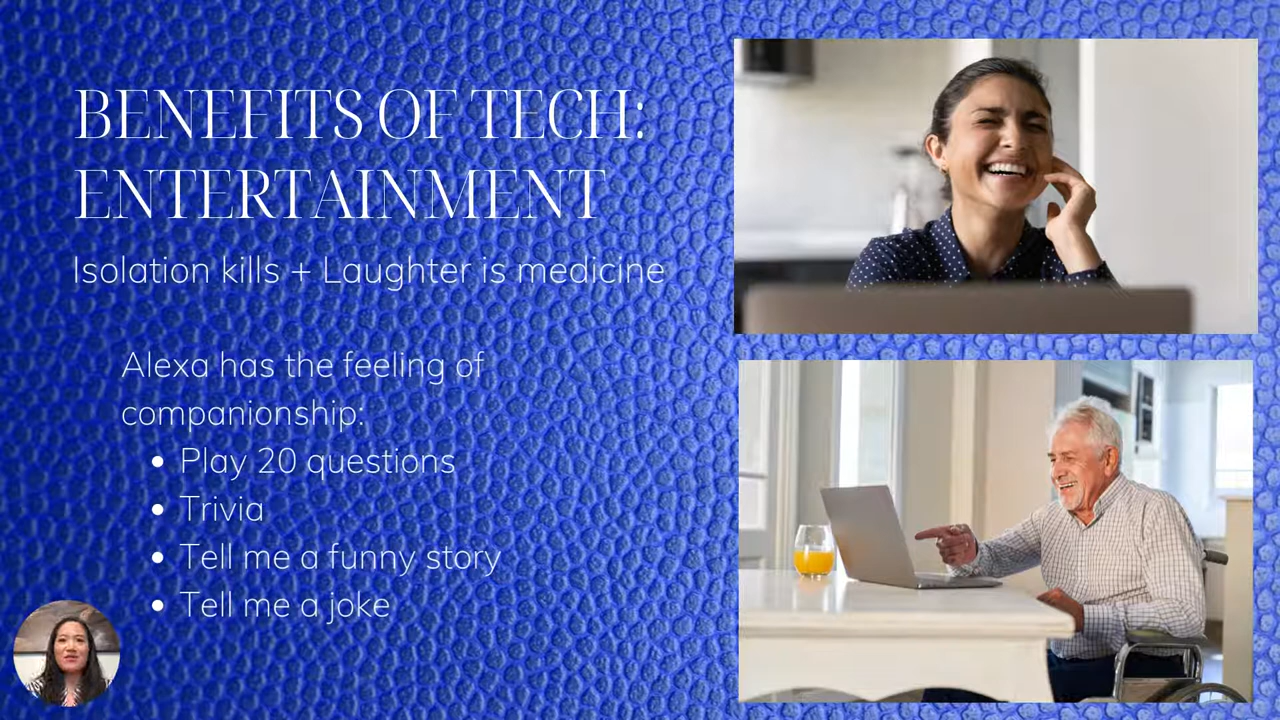 BENEFITS OF TECH:
ENTERTAINMENT
Isolation kills + Laughter is medicine
Alexa has the feeling of
companionship:
• Play 20 questions
• Trivia
• Tell me a funny story
• Tell me a joke